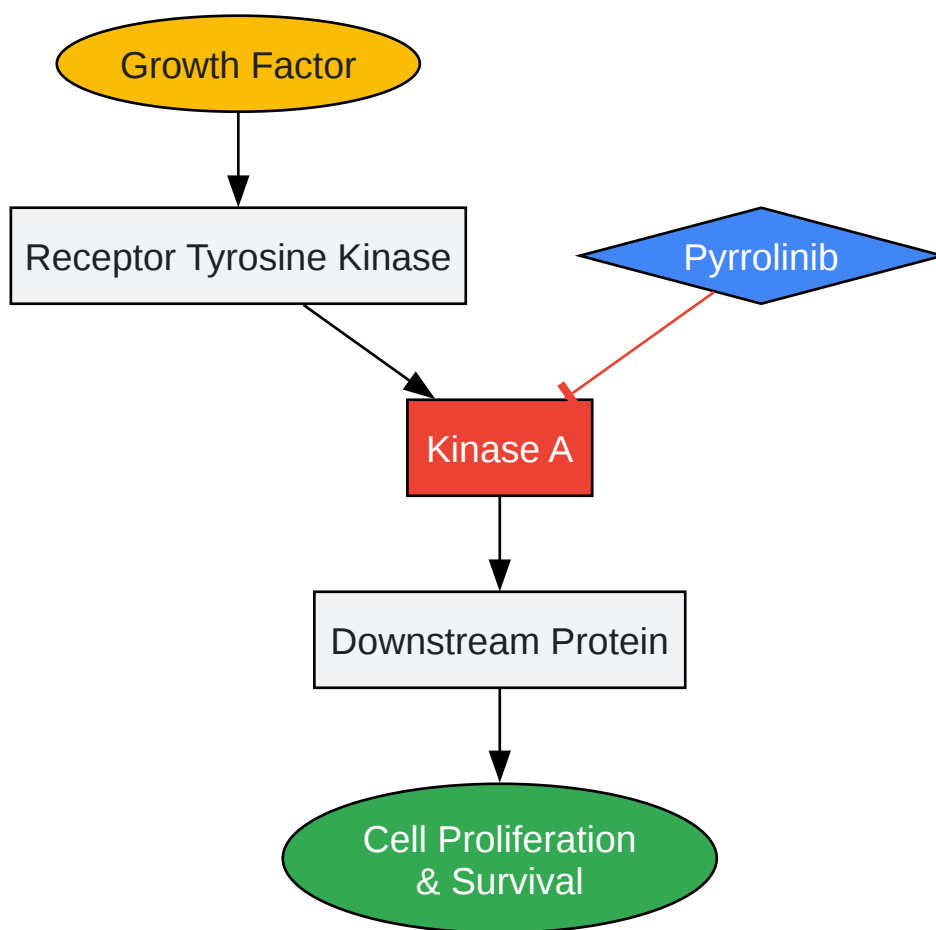 Growth Factor
Receptor Tyrosine Kinase
Pyrrolinib
Kinase A
Downstream Protein
Cell Proliferation
& Survival